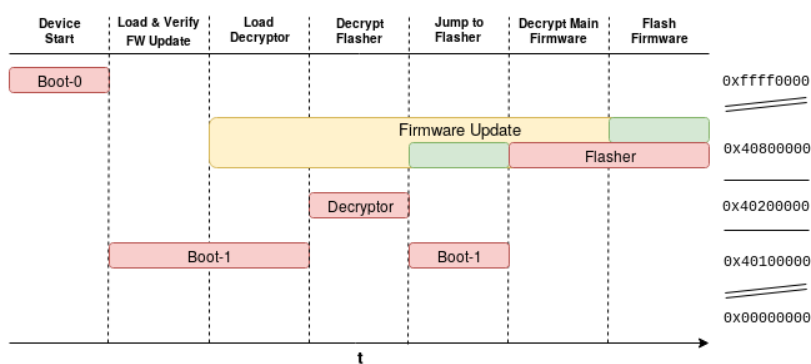 Device
Start
Load & Verify
FW Update
Load
Decryptor
Decrypt
Flasher
Jump to
Flasher
Decrypt Main
Firmware
Flash
Firmware
Boot-0
0xffff0000
Firmware Update
0x40800000
Flasher
Decryptor
0x40200000
Boot-1
Boot-1
0x40100000
0x00000000
t